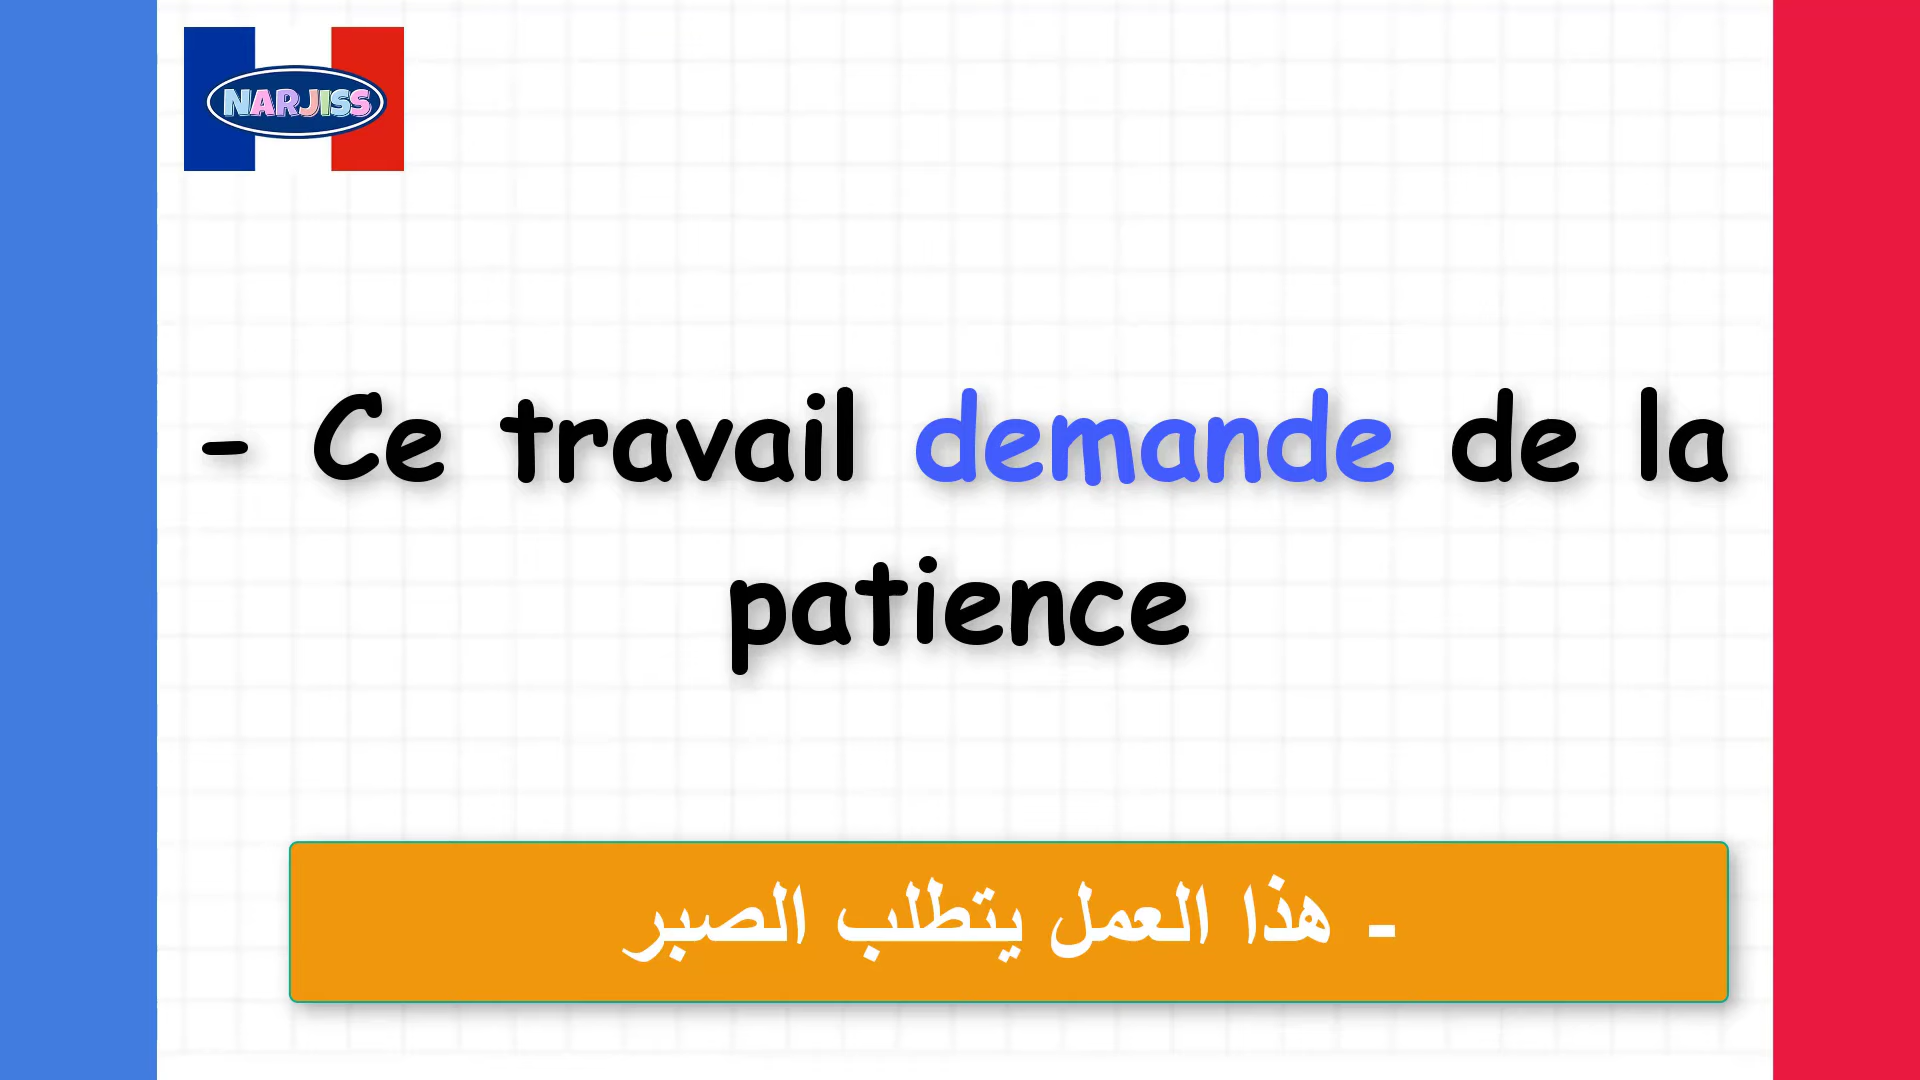 NARJISS
- Ce travail demande de la
patience
- هذا العمل يتطلب الصبر